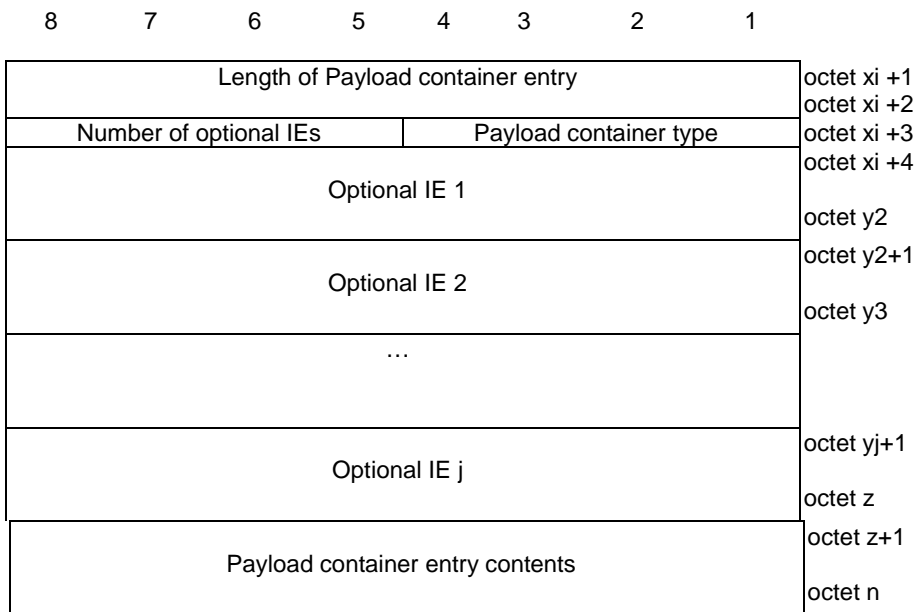 8 7 6 5 4 3 2 1
Length of Payload container entry
octet xi +1
octet xi +2
Number of optional IEs Payload container type octet xi +3
octet xi +4
Optional IE 1
octet y2
octet y2+1
Optional IE 2
octet y3
…
octet yj+1
Optional IE j
octet z
octet z+1
Payload container entry contents
octet n